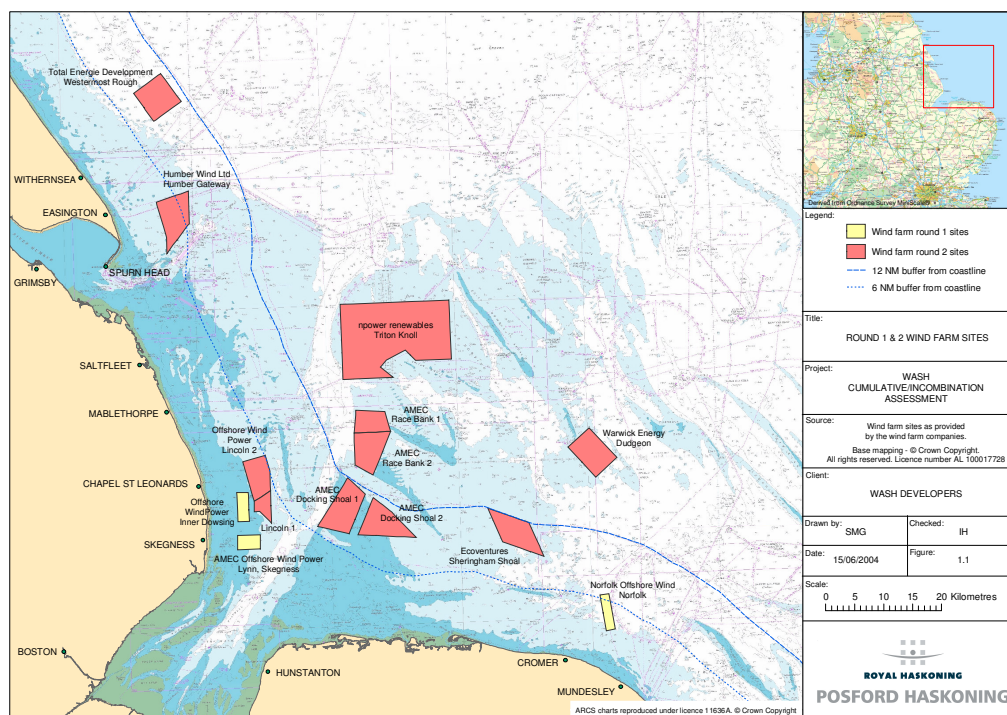 Total Energie Development
Westermost Rough
Humber Wind Ltd
Humber Gateway
WITHERNSEA
EASINGTON
SPURN HEAD
GRIMSBY
npower renewables
Triton Knoll
SALTFLEET
MABLETHORPE
AMEC
Race Bank 1
Offshore Wind
Power
Lincoln 2
Warwick Energy
Dudgeon
AMEC
Race Bank 2
CHAPEL ST LEONARDS
AMEC
Docking Shoal 1
Offshore
WindPower
Inner Dowsing
AMEC
Docking Shoal 2
Lincoln 1
SKEGNESS
AMEC Offshore Wind Power
Lynn, Skegness
Ecoventures
Sheringham Shoal
Norfolk Offshore Wind
Norfolk
BOSTON
HUNSTANTON
CROMER
MUNDESLEY
ARCS charts reproduced under licence 11636A. © Crown Copyright
Derived from Ordnance Survey MiniScale®
Legend:
Wind farm round 1 sites
Wind farm round 2 sites
12 NM buffer from coastline
6 NM buffer from coastline
Title:
ROUND 1 & 2 WIND FARM SITES
Project:
WASH
CUMULATIVE/INCOMBINATION
ASSESSMENT
Source:
Wind farm sites as provided
by the wind farm companies.
Base mapping - © Crown Copyright.
All rights reserved. Licence number AL 100017728
Client:
WASH DEVELOPERS
Drawn by:
SMG
Checked:
IH
Date:
15/06/2004
Figure:
1.1
Scale:
0 5 10 15 20 Kilometres
ROYAL HASKONING
POSFORD HASKONING